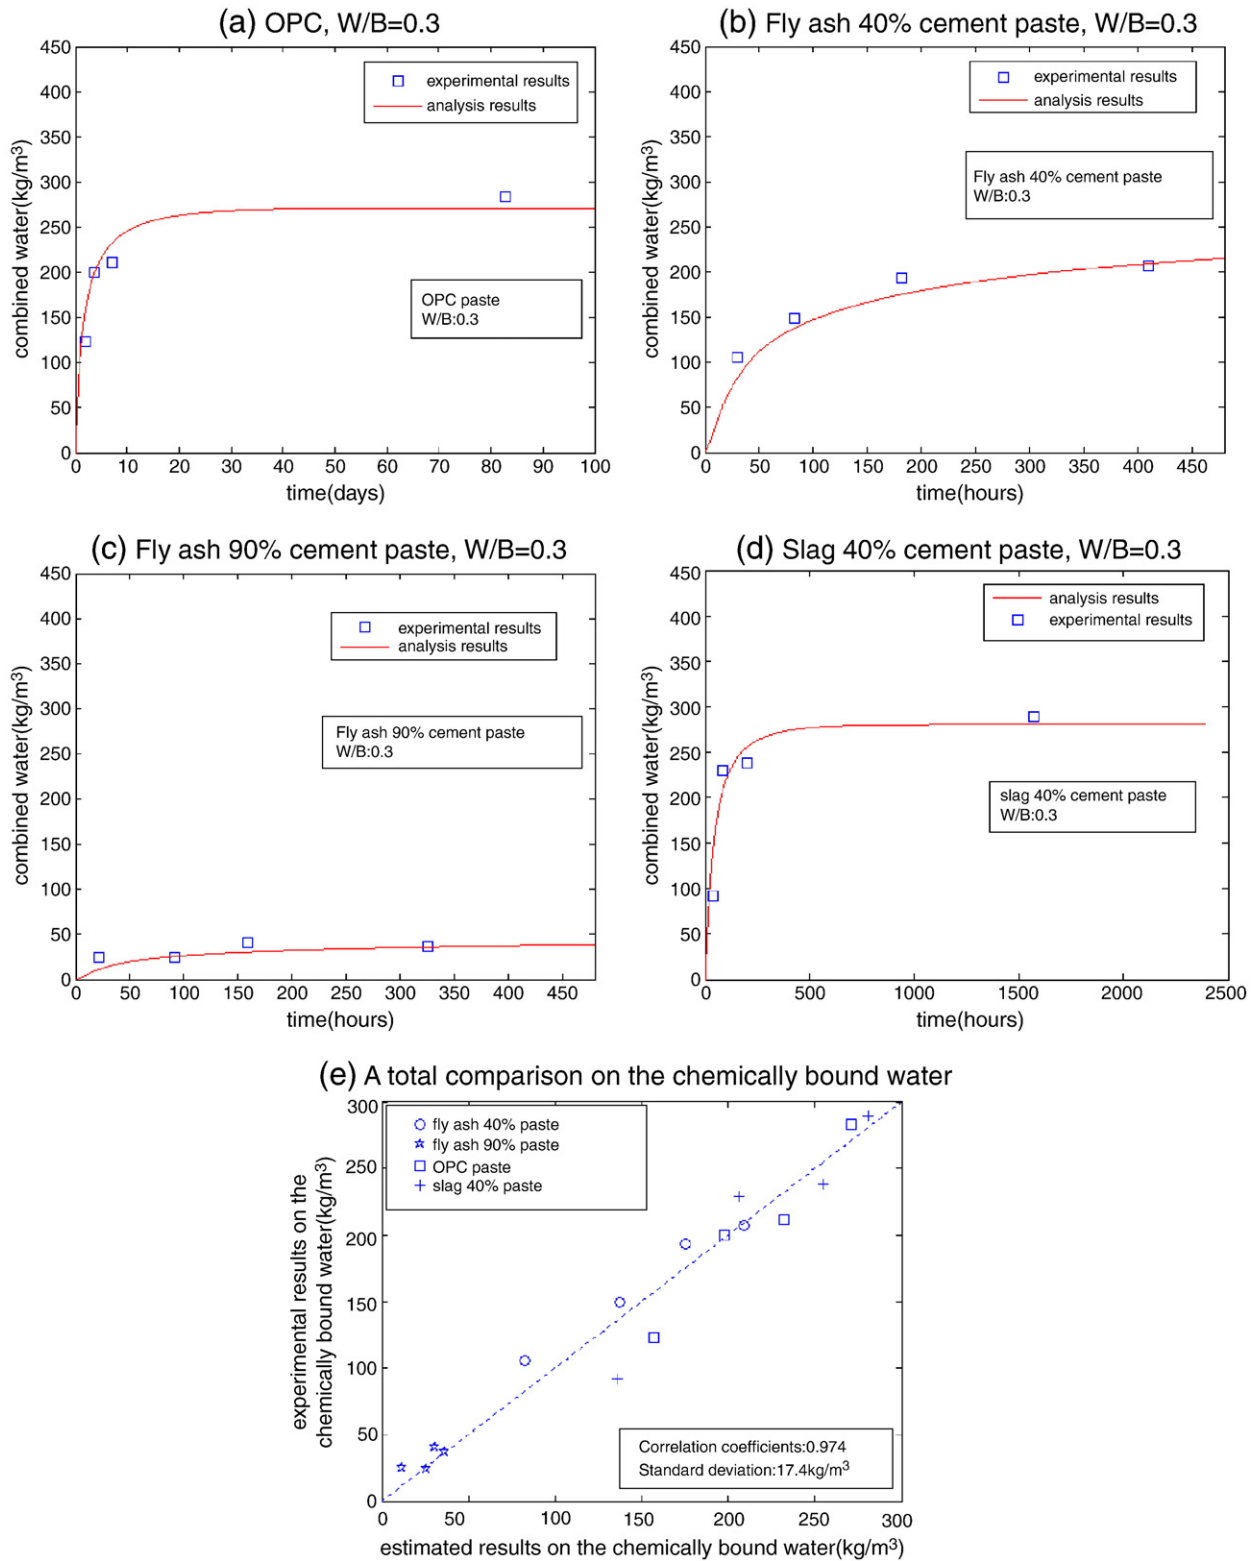 (a) OPC, W/B=0.3
450
400
350
300
250
200
150
100
50
0
combined water(kg/m³)
experimental results
analysis results
OPC paste
W/B:0.3
0 10 20 30 40 50 60 70 80 90 100
time(days)
(b) Fly ash 40% cement paste, W/B=0.3
450
400
350
300
250
200
150
100
50
0
combined water(kg/m³)
experimental results
analysis results
Fly ash 40% cement paste
W/B:0.3
0 50 100 150 200 250 300 350 400 450
time(hours)
(c) Fly ash 90% cement paste, W/B=0.3
450
400
350
300
250
200
150
100
50
0
combined water(kg/m³)
experimental results
analysis results
Fly ash 90% cement paste
W/B:0.3
0 50 100 150 200 250 300 350 400 450
time(hours)
(d) Slag 40% cement paste, W/B=0.3
450
400
350
300
250
200
150
100
50
0
combined water(kg/m³)
analysis results
experimental results
slag 40% cement paste
W/B:0.3
0 500 1000 1500 2000 2500
time(hours)
(e) A total comparison on the chemically bound water
300
250
200
150
100
50
0
experimental results on the
chemically bound water(kg/m³)
fly ash 40% paste
fly ash 90% paste
OPC paste
slag 40% paste
Correlation coefficients:0.974
Standard deviation:17.4kg/m³
0 50 100 150 200 250 300
estimated results on the chemically bound water(kg/m³)